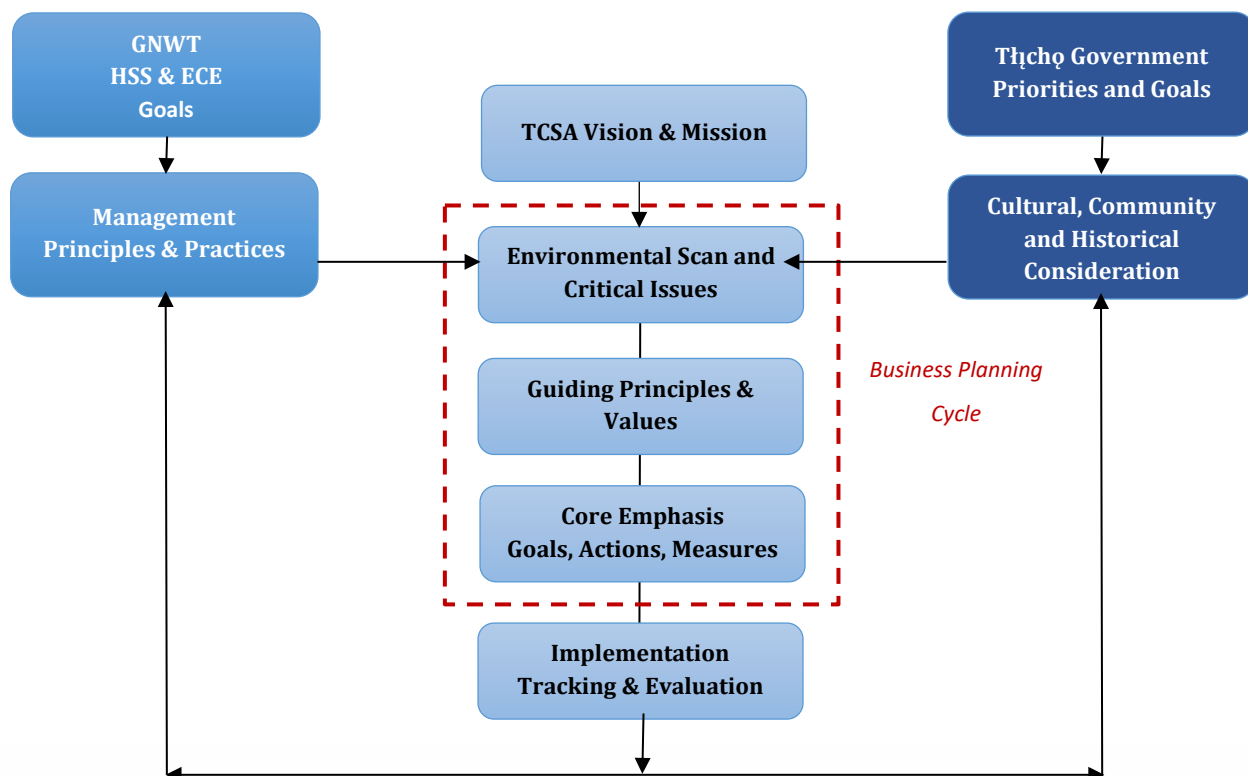 GNWT
HSS & ECE
Goals
Tłı̨chǫ Government
Priorities and Goals
TCSA Vision & Mission
Management
Principles & Practices
Environmental Scan and
Critical Issues
Cultural, Community
and Historical
Consideration
Guiding Principles &
Values
Business Planning
Cycle
Core Emphasis
Goals, Actions, Measures
Implementation
Tracking & Evaluation